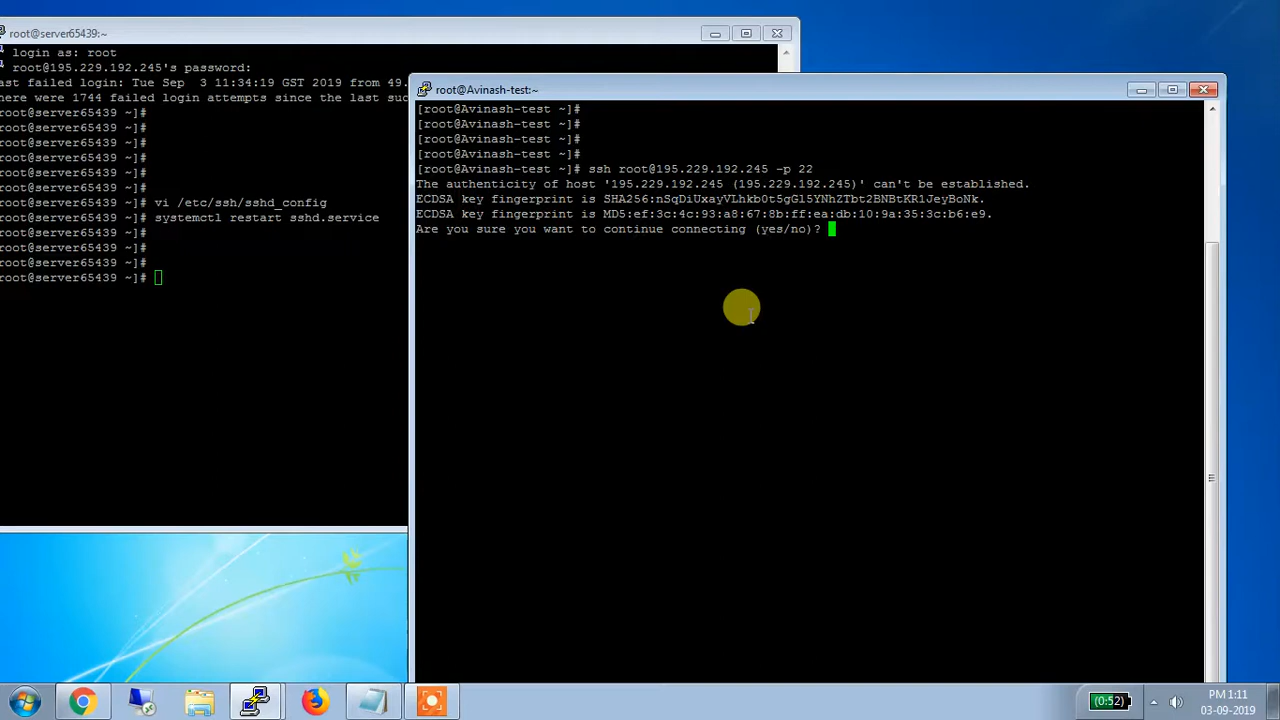 root@server65439:~
login as: root
root@195.229.192.245's password:
ast failed login: Tue Sep  3 11:34:19 GST 2019 from 49.
here were 1744 failed login attempts since the last suc
root@server65439 ~]#
root@server65439 ~]#
root@server65439 ~]#
root@server65439 ~]#
root@server65439 ~]#
root@server65439 ~]#
root@server65439 ~]# vi /etc/ssh/sshd_config
root@server65439 ~]# systemctl restart sshd.service
root@server65439 ~]#
root@server65439 ~]#
root@server65439 ~]#
root@server65439 ~]#
root@Avinash-test:~
[root@Avinash-test ~]#
[root@Avinash-test ~]#
[root@Avinash-test ~]#
[root@Avinash-test ~]#
[root@Avinash-test ~]# ssh root@195.229.192.245 -p 22
The authenticity of host '195.229.192.245 (195.229.192.245)' can't be established.
ECDSA key fingerprint is SHA256:nSqDiUxayVLhkb0t5gGl5YNhZTbt2BNBtKR1JeyBoNk.
ECDSA key fingerprint is MD5:ef:3c:4c:93:a8:67:8b:ff:ea:db:10:9a:35:3c:b6:e9.
Are you sure you want to continue connecting (yes/no)?
(0:52)
PM 1:11
03-09-2019